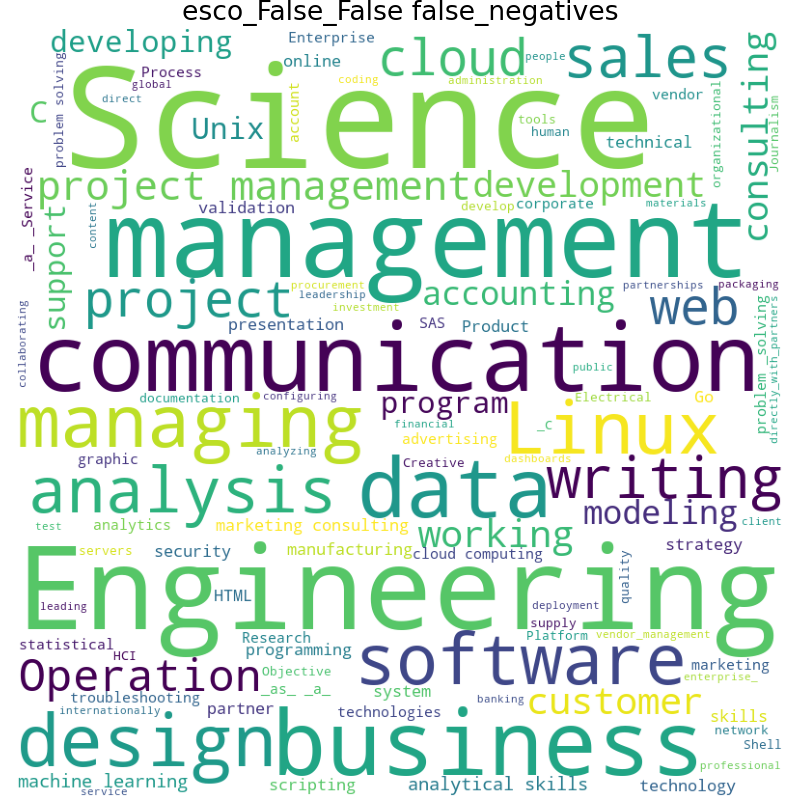 esco_False_False false_negatives
developing
Enterprise
online
cloud
people
sales
Process
global
direct
problem solving
C
Science
coding
administration
account
Unix
tools
human
vendor
technical
organizational
consulting
Journalism
project management
development
_a_ _Service
validation
develop
corporate
materials
content
support
management
procurement
leadership
investment
partnerships
packaging
project
accounting
web
presentation
SAS
Product
collaborating
communication
public
problem _solving
directly_with_partners
documentation
configuring
program
Electrical
Go
managing
financial
advertising
_C
Linux
graphic
analyzing
Creative
dashboards
analysis
data
writing
modeling
client
test
analytics
marketing consulting
working
servers
security
manufacturing
cloud computing
strategy
quality
Engineering
HTML
leading
deployment
supply
statistical
HCI
Research
programming
Platform
vendor_management
Operation
Objective
_as_ _a_
software
marketing
enterprise_
system
troubleshooting
internationally
partner
technologies
banking
customer
skills
network
Shell
design
business
professional
machine learning
service
scripting
analytical skills
technology